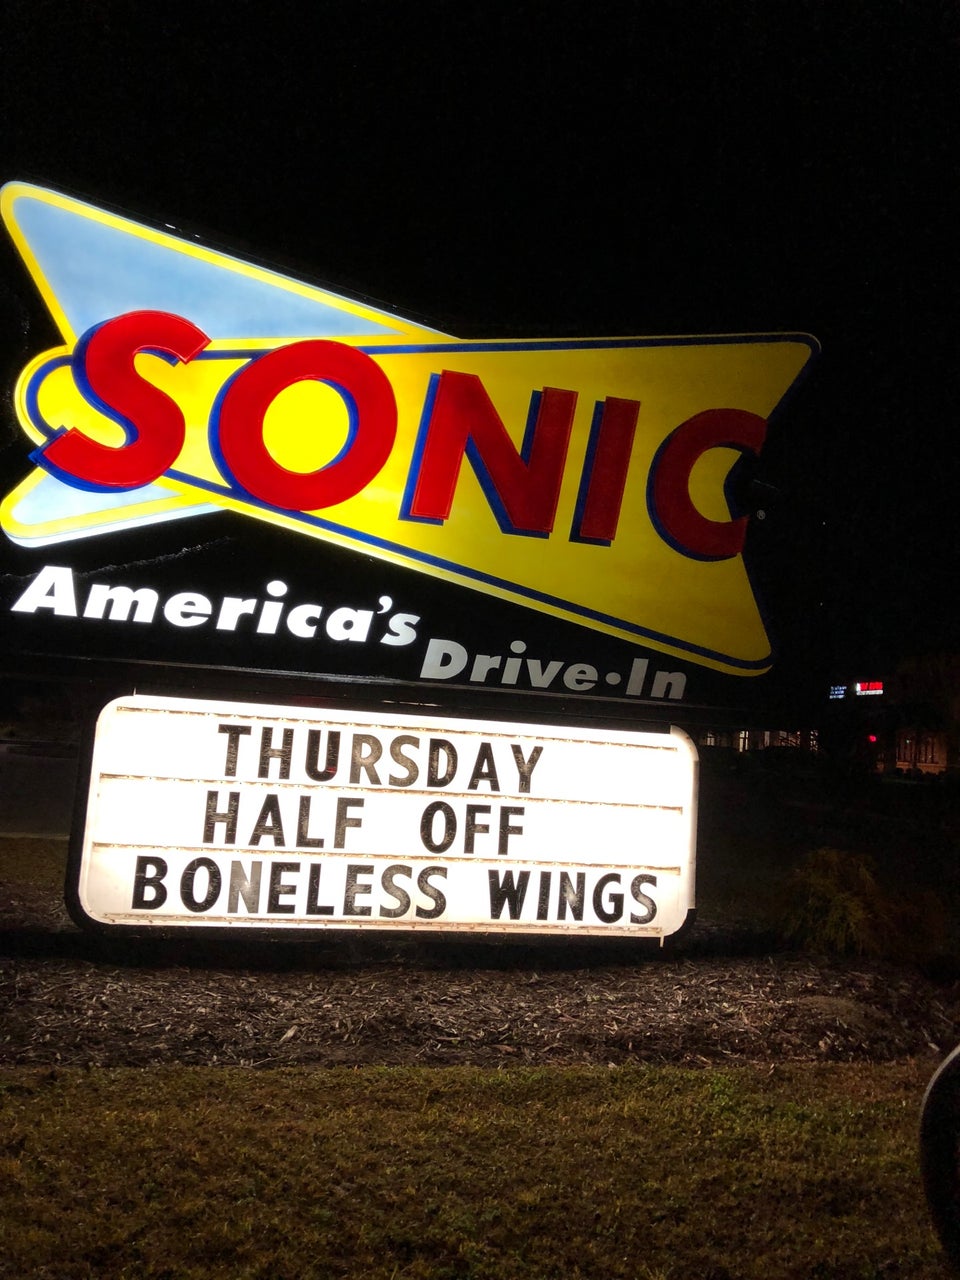 SONIC
®
America's
Drive-In
THURSDAY
HALF OFF
BONELESS WINGS